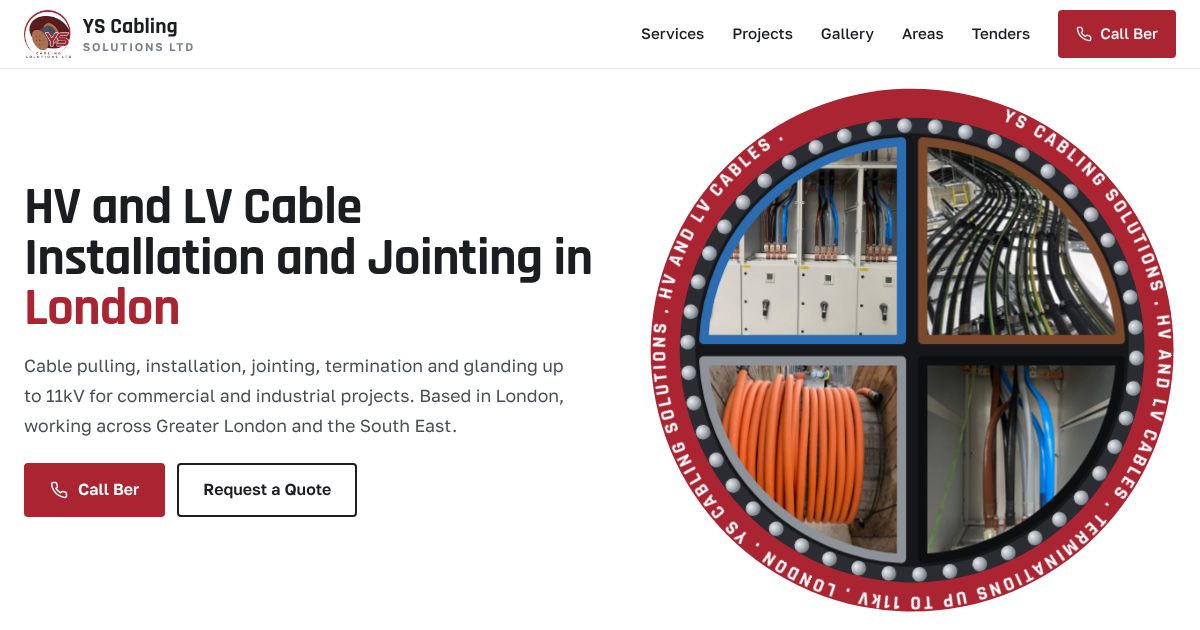 YS Cabling
SOLUTIONS LTD
Services
Projects
Gallery
Areas
Tenders
Call Ber
HV and LV Cable
Installation and Jointing in
London
Cable pulling, installation, jointing, termination and glanding up
to 11kV for commercial and industrial projects. Based in London,
working across Greater London and the South East.
Call Ber
Request a Quote
YS CABLING SOLUTIONS · HV AND LV CABLES · TERMINATIONS UP TO 11kV · LONDON · YS CABLING SOLUTIONS · HV AND LV CABLES ·
YS
CABLING
SOLUTIONS LTD